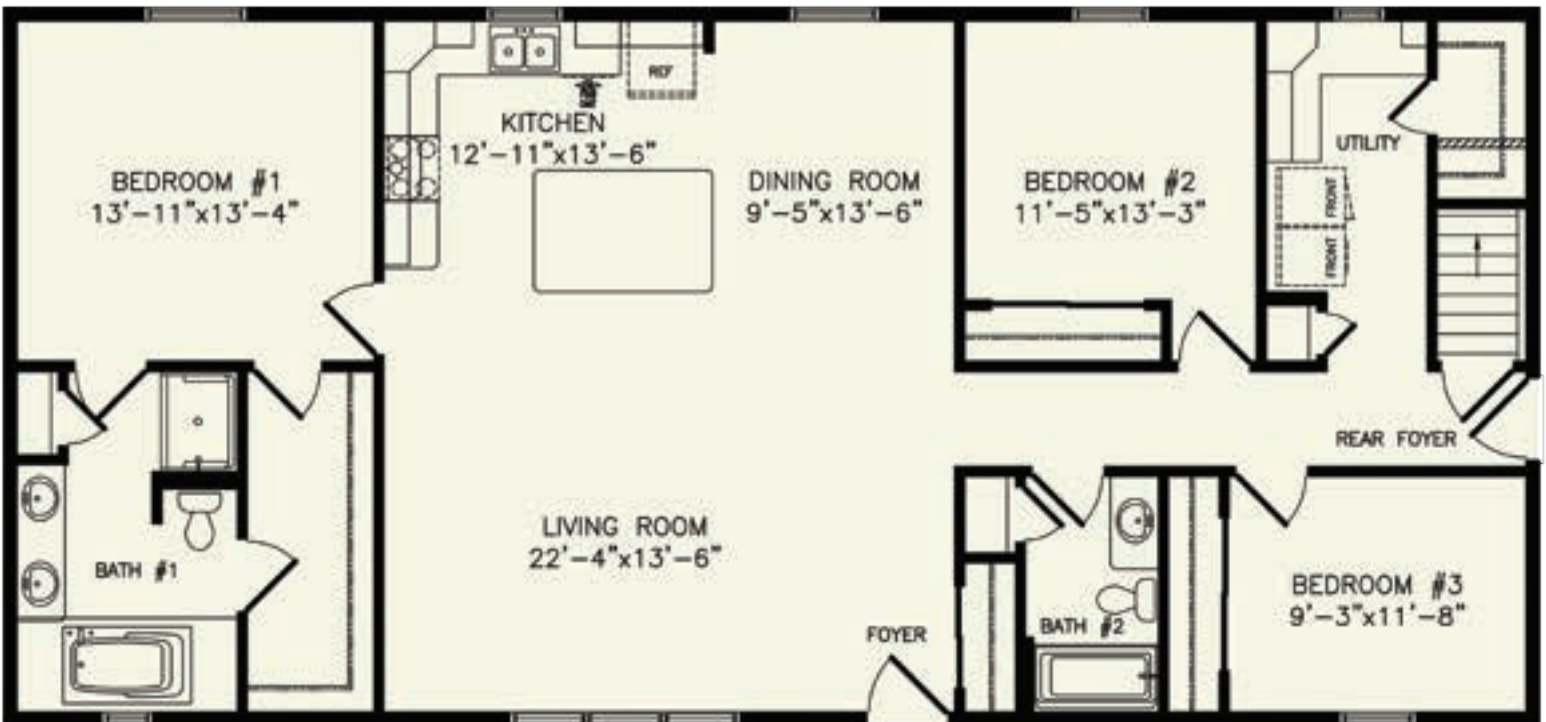 REF
KITCHEN
12'-11"x13'-6"
BEDROOM #1
13'-11"x13'-4"
DINING ROOM
9'-5"x13'-6"
BEDROOM #2
11'-5"x13'-3"
UTILITY
FRONT
FRONT
REAR FOYER
LIVING ROOM
22'-4"x13'-6"
BATH #1
FOYER
BATH #2
BEDROOM #3
9'-3"x11'-8"